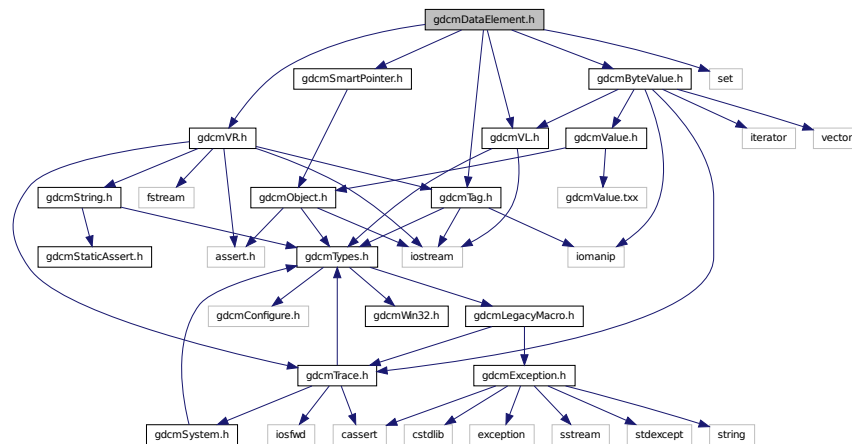 gdcmDataElement.h
gdcmSmartPointer.h
gdcmByteValue.h
set
gdcmVR.h
gdcmVL.h
gdcmValue.h
iterator
vector
gdcmString.h
fstream
gdcmObject.h
gdcmTag.h
gdcmValue.txx
gdcmStaticAssert.h
assert.h
gdcmTypes.h
iostream
iomanip
gdcmConfigure.h
gdcmWin32.h
gdcmLegacyMacro.h
gdcmTrace.h
gdcmException.h
gdcmSystem.h
iosfwd
cassert
cstdlib
exception
sstream
stdexcept
string